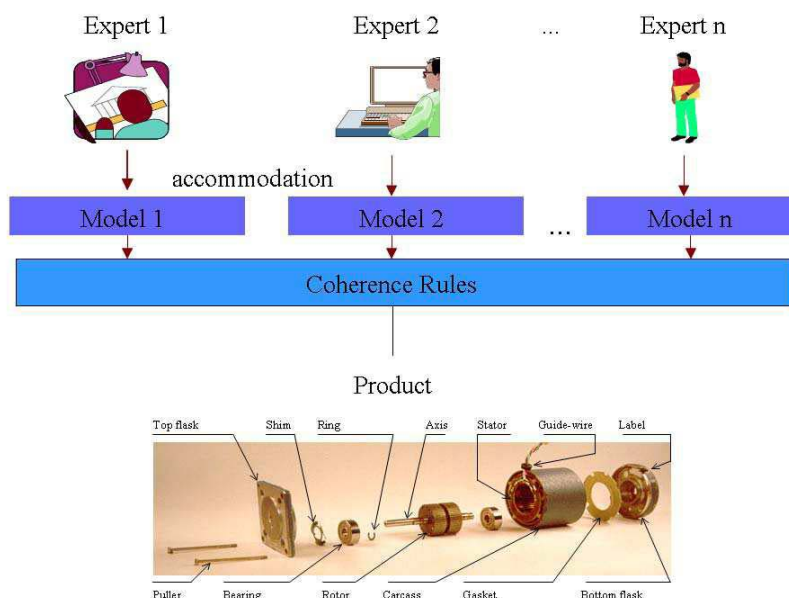 Expert 1 Expert 2 ... Expert n
accommodation
Model 1 Model 2 ... Model n
Coherence Rules
Product
Top flask Shim Ring Axis Stator Guide-wire Label
Puller Bearing Rotor Carcass Gasket Bottom flask